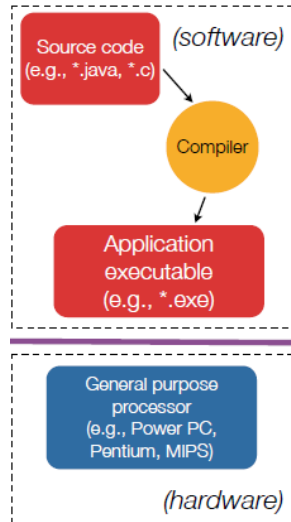 Source code
(e.g., *.java, *.c)
(software)
Compiler
Application
executable
(e.g., *.exe)
General purpose
processor
(e.g., Power PC,
Pentium, MIPS)
(hardware)